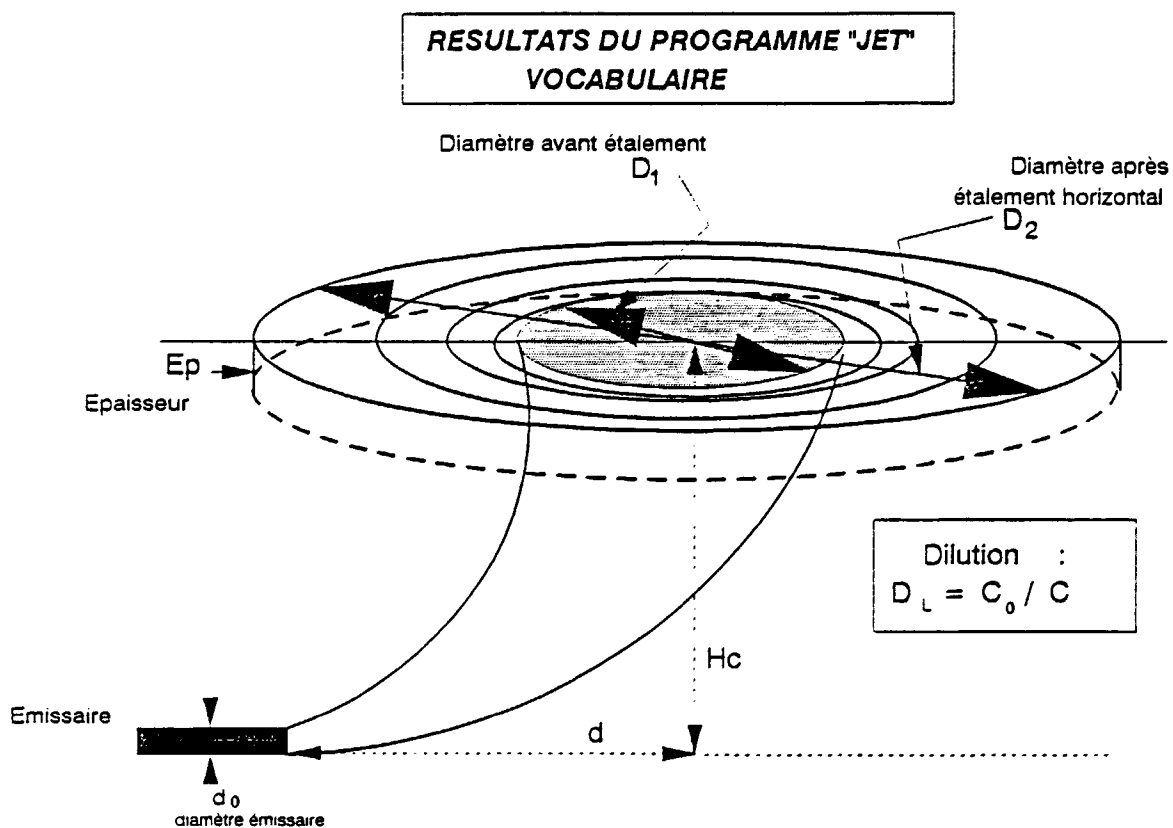 RESULTATS DU PROGRAMME "JET"
VOCABULAIRE
Diamètre avant étalement
D1
Diamètre après
étalement horizontal
D2
Ep
Epaisseur
Dilution :
D L = C0 / C
Hc
Emissaire
d
d0
diamètre émissaire